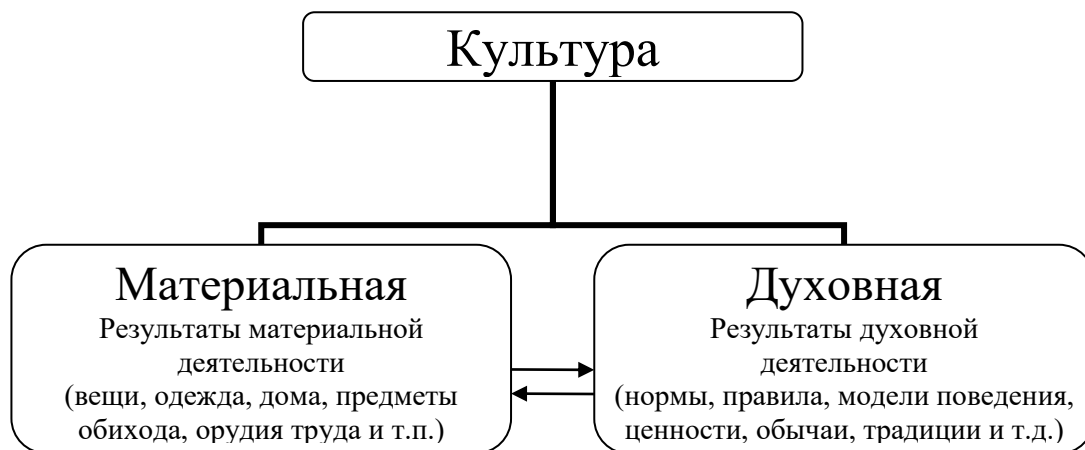 Культура
Материальная
Результаты материальной
деятельности
(вещи, одежда, дома, предметы
обихода, орудия труда и т.п.)
Духовная
Результаты духовной
деятельности
(нормы, правила, модели поведения,
ценности, обычаи, традиции и т.д.)